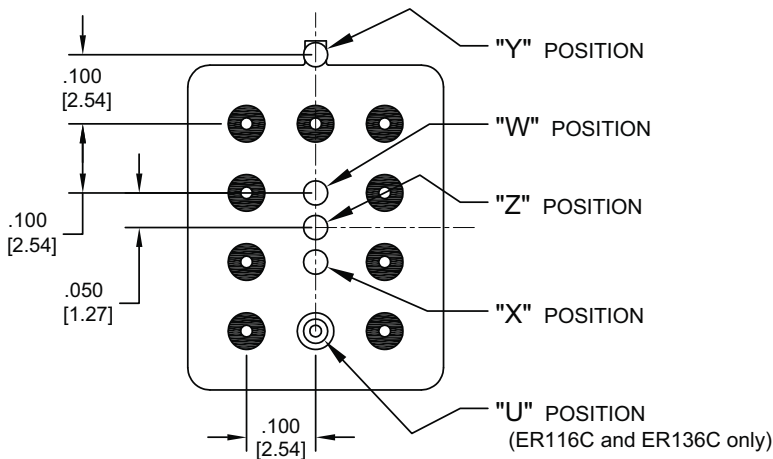 "Y" POSITION
.100
[2.54]
"W" POSITION
"Z" POSITION
.100
[2.54]
.050
[1.27]
"X" POSITION
"U" POSITION
.100
[2.54]
(ER116C and ER136C only)